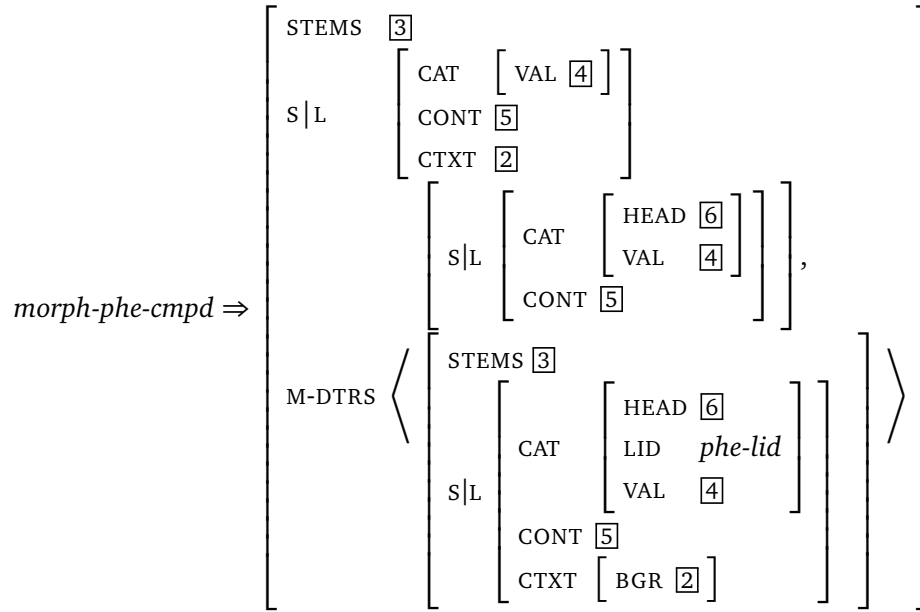 STEMS 3
CAT [ VAL 4 ]
S|L CONT 5
CTXT 2
HEAD 6
S|L CAT
VAL 4 ,
CONT 5
morph-phe-cmpd ⇒
STEMS 3
M-DTRS ⟨ ⟩
HEAD 6
CAT LID phe-lid
VAL 4
S|L
CONT 5
CTXT [ BGR 2 ]